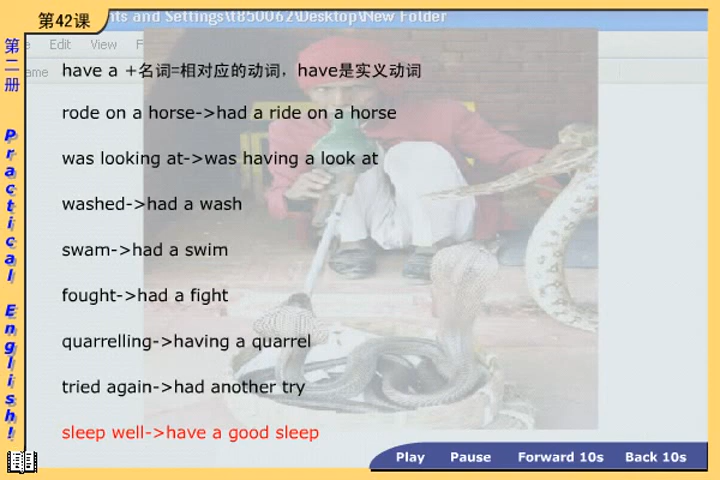 第42课
nts and Settings\t850062\Desktop\New Folder
Edit View
ame
第二册
Practical English!
have a +名词=相对应的动词，have是实义动词
rode on a horse->had a ride on a horse
was looking at->was having a look at
washed->had a wash
swam->had a swim
fought->had a fight
quarrelling->having a quarrel
tried again->had another try
sleep well->have a good sleep
Play Pause Forward 10s Back 10s